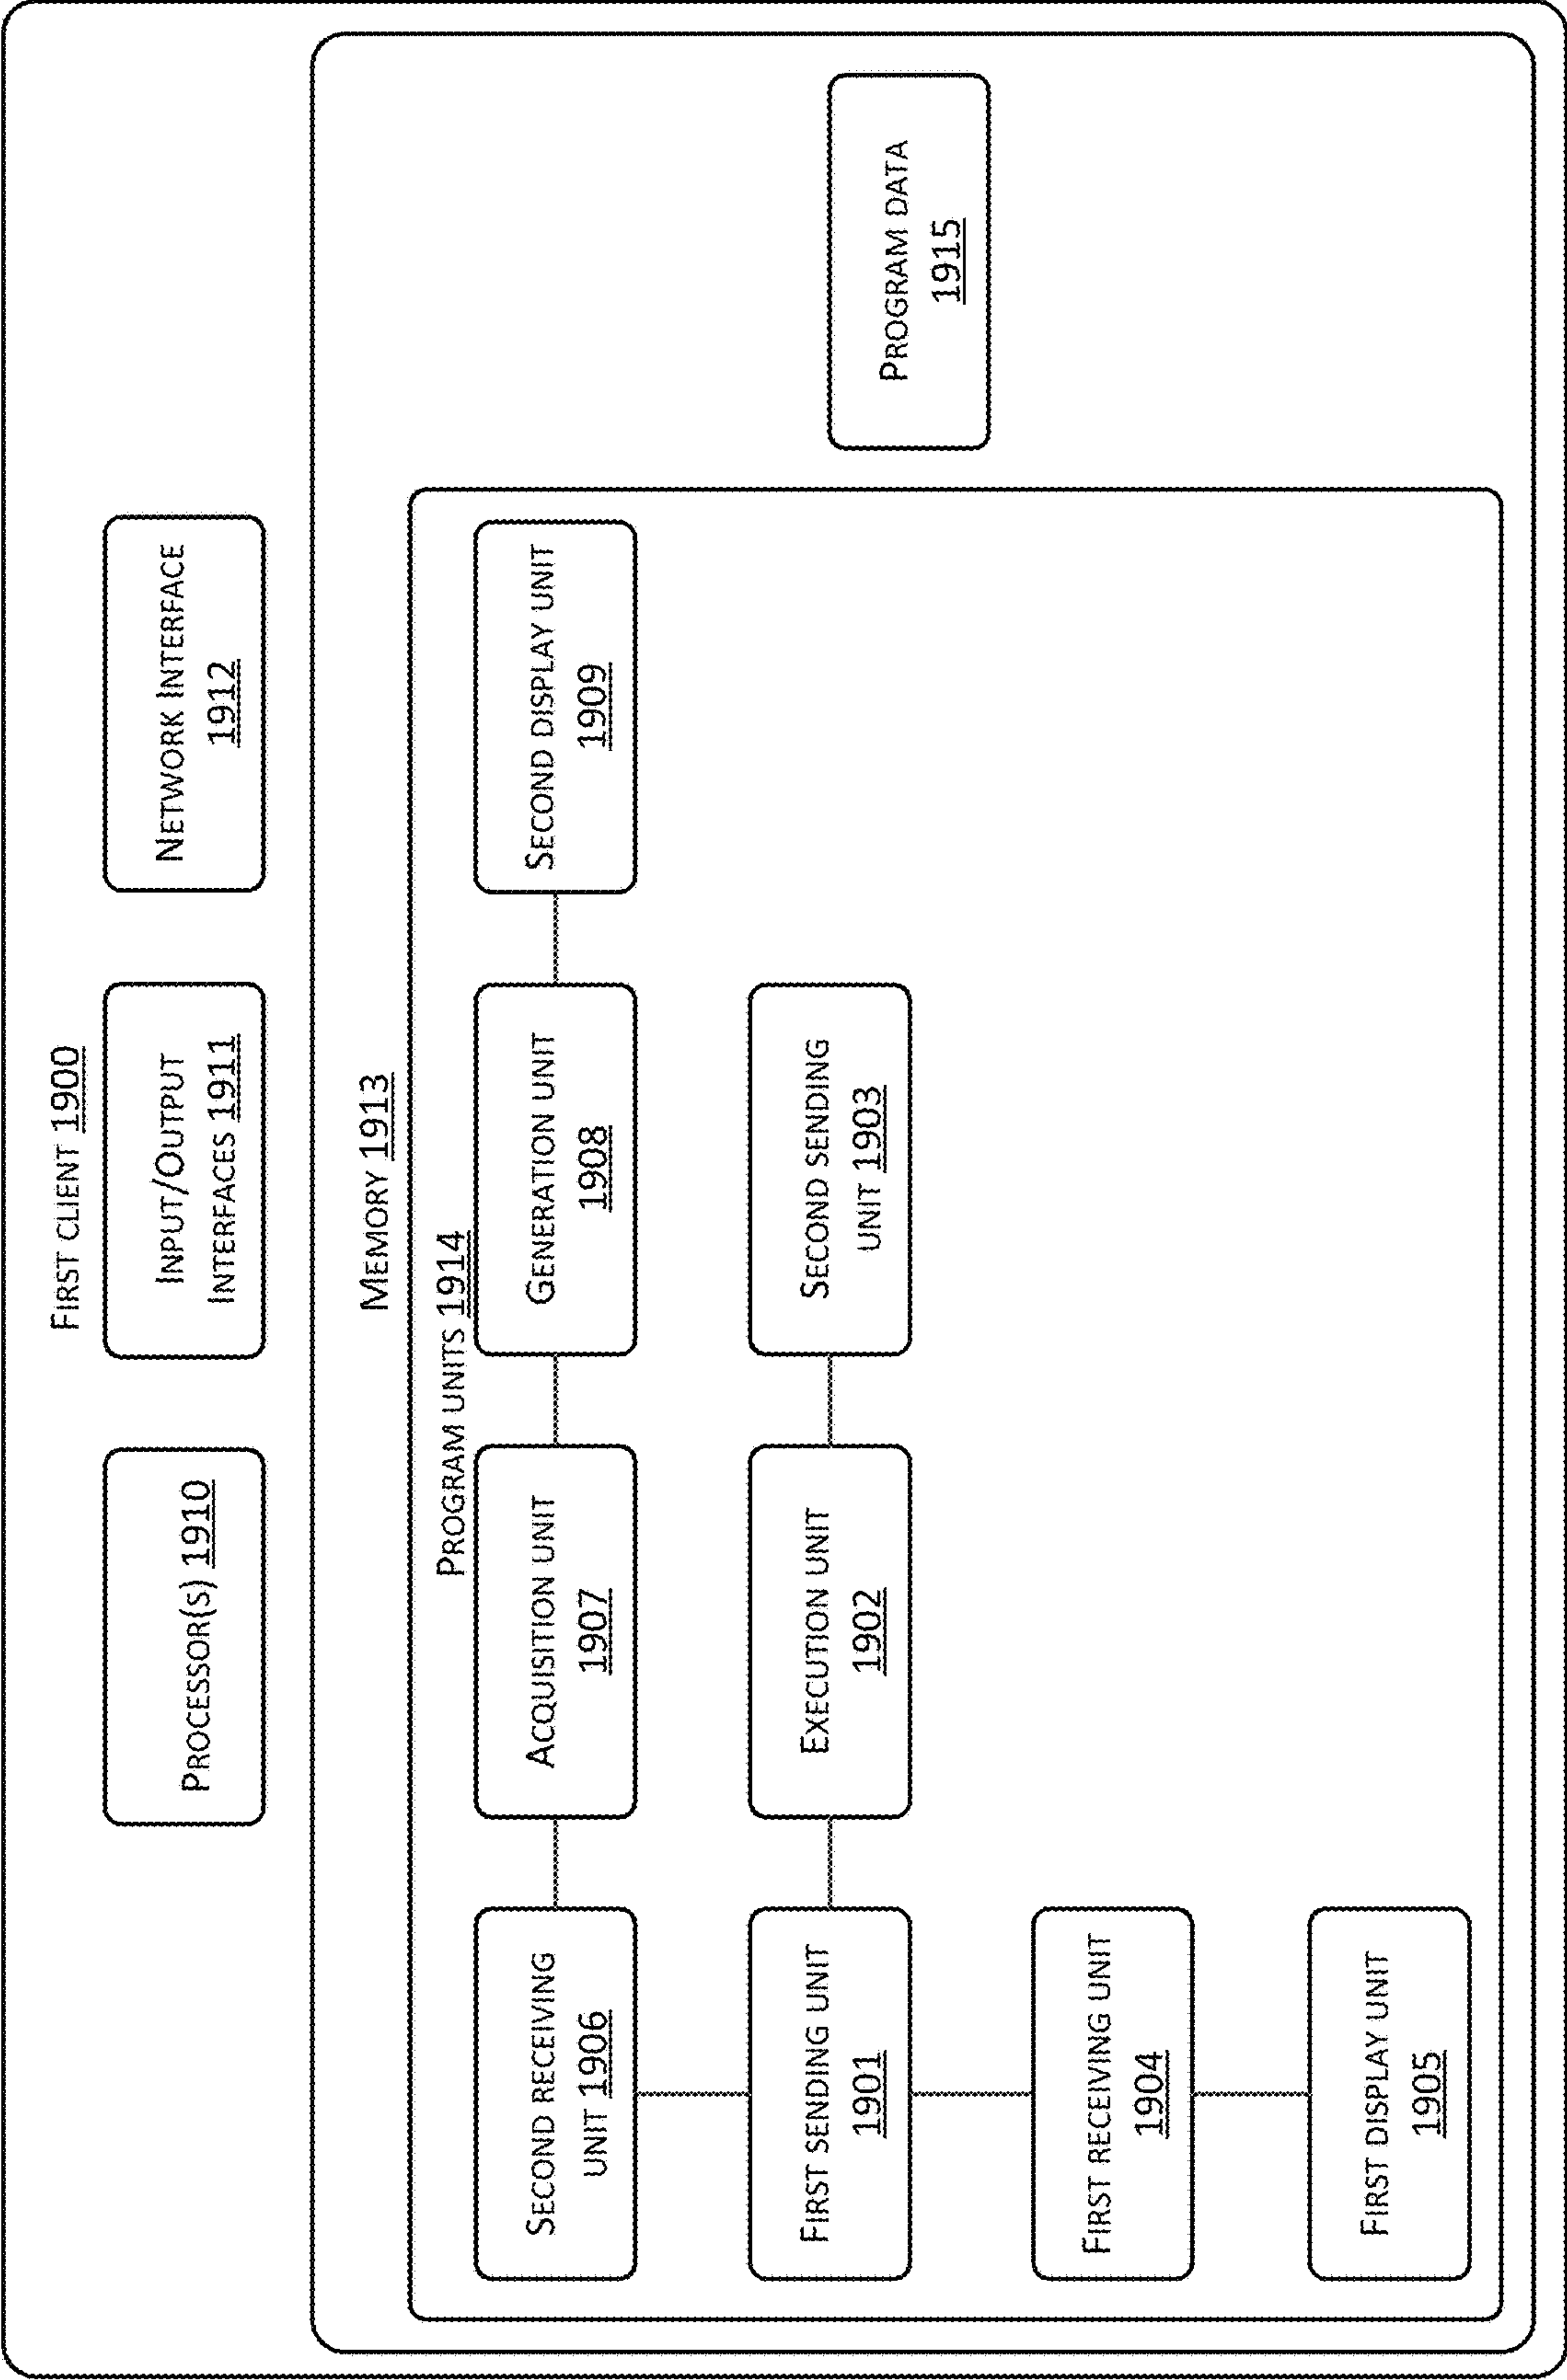 FIRST CLIENT 1900
PROCESSOR(S) 1910
INPUT/OUTPUT
INTERFACES 1911
NETWORK INTERFACE
1912
MEMORY 1913
PROGRAM UNITS 1914
SECOND RECEIVING
UNIT 1906
ACQUISITION UNIT
1907
GENERATION UNIT
1908
SECOND DISPLAY UNIT
1909
FIRST SENDING UNIT
1901
EXECUTION UNIT
1902
SECOND SENDING
UNIT 1903
FIRST RECEIVING UNIT
1904
FIRST DISPLAY UNIT
1905
PROGRAM DATA
1915